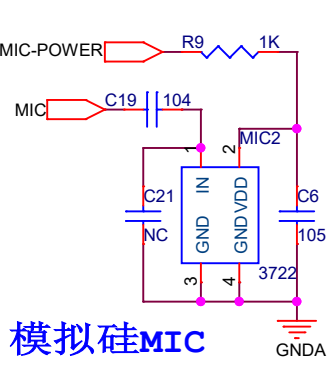 MIC-POWER R9 1K
MIC C19 104
1 2 MIC2
IN VDD
C21 C6
NC GND GND 105
3 4 3722
模拟硅MIC
GNDA